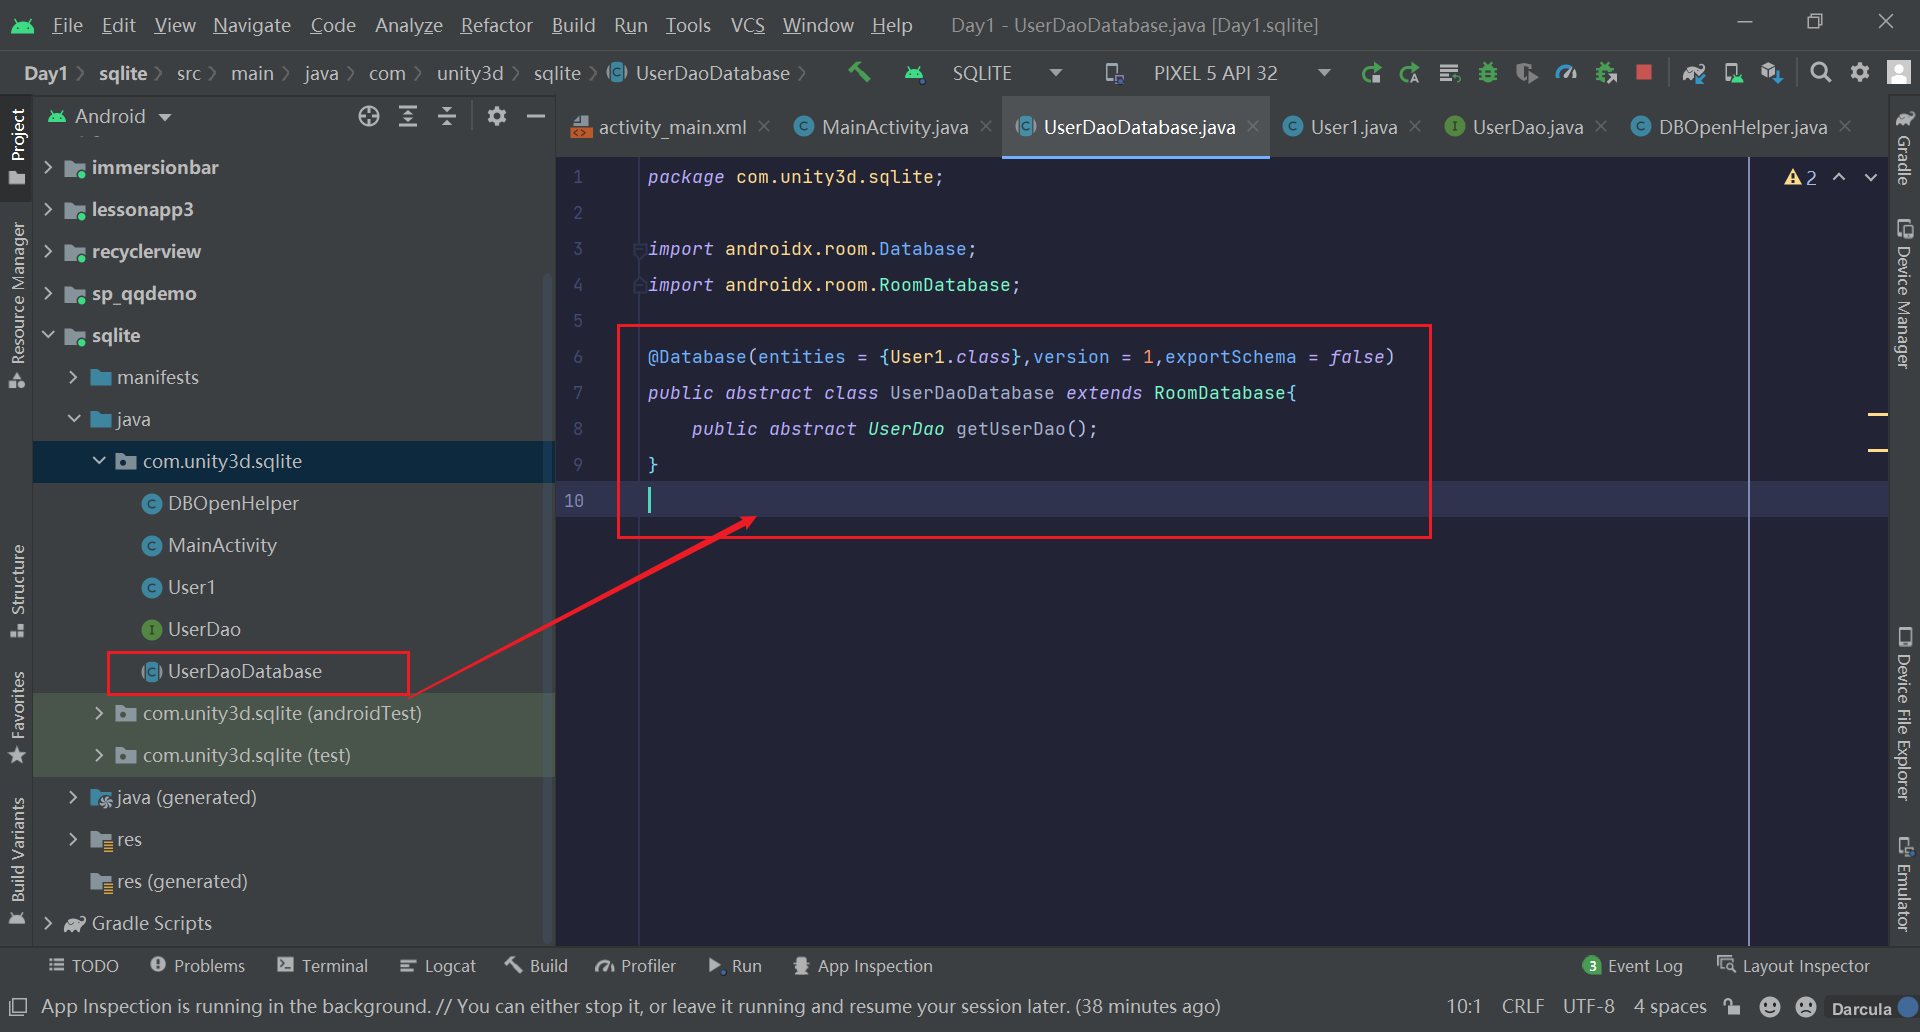 File Edit View Navigate Code Analyze Refactor Build Run Tools VCS Window Help Day1 - UserDaoDatabase.java [Day1.sqlite]
Day1 sqlite src main java com unity3d sqlite UserDaoDatabase SQLITE PIXEL 5 API 32
Project
Resource Manager
Structure
Favorites
Build Variants
Android
immersionbar
lessonapp3
recyclerview
sp_qqdemo
sqlite
manifests
java
com.unity3d.sqlite
DBOpenHelper
MainActivity
User1
UserDao
UserDaoDatabase
com.unity3d.sqlite (androidTest)
com.unity3d.sqlite (test)
java (generated)
res
res (generated)
Gradle Scripts
activity_main.xml MainActivity.java UserDaoDatabase.java User1.java UserDao.java DBOpenHelper.java
1 package com.unity3d.sqlite;
2
3 import androidx.room.Database;
4 import androidx.room.RoomDatabase;
5
6 @Database(entities = {User1.class},version = 1,exportSchema = false)
7 public abstract class UserDaoDatabase extends RoomDatabase{
8 public abstract UserDao getUserDao();
9 }
10
2
Gradle
Device Manager
Device File Explorer
Emulator
TODO Problems Terminal Logcat Build Profiler Run App Inspection 3 Event Log Layout Inspector
App Inspection is running in the background. // You can either stop it, or leave it running and resume your session later. (38 minutes ago) 10:1 CRLF UTF-8 4 spaces Darcula